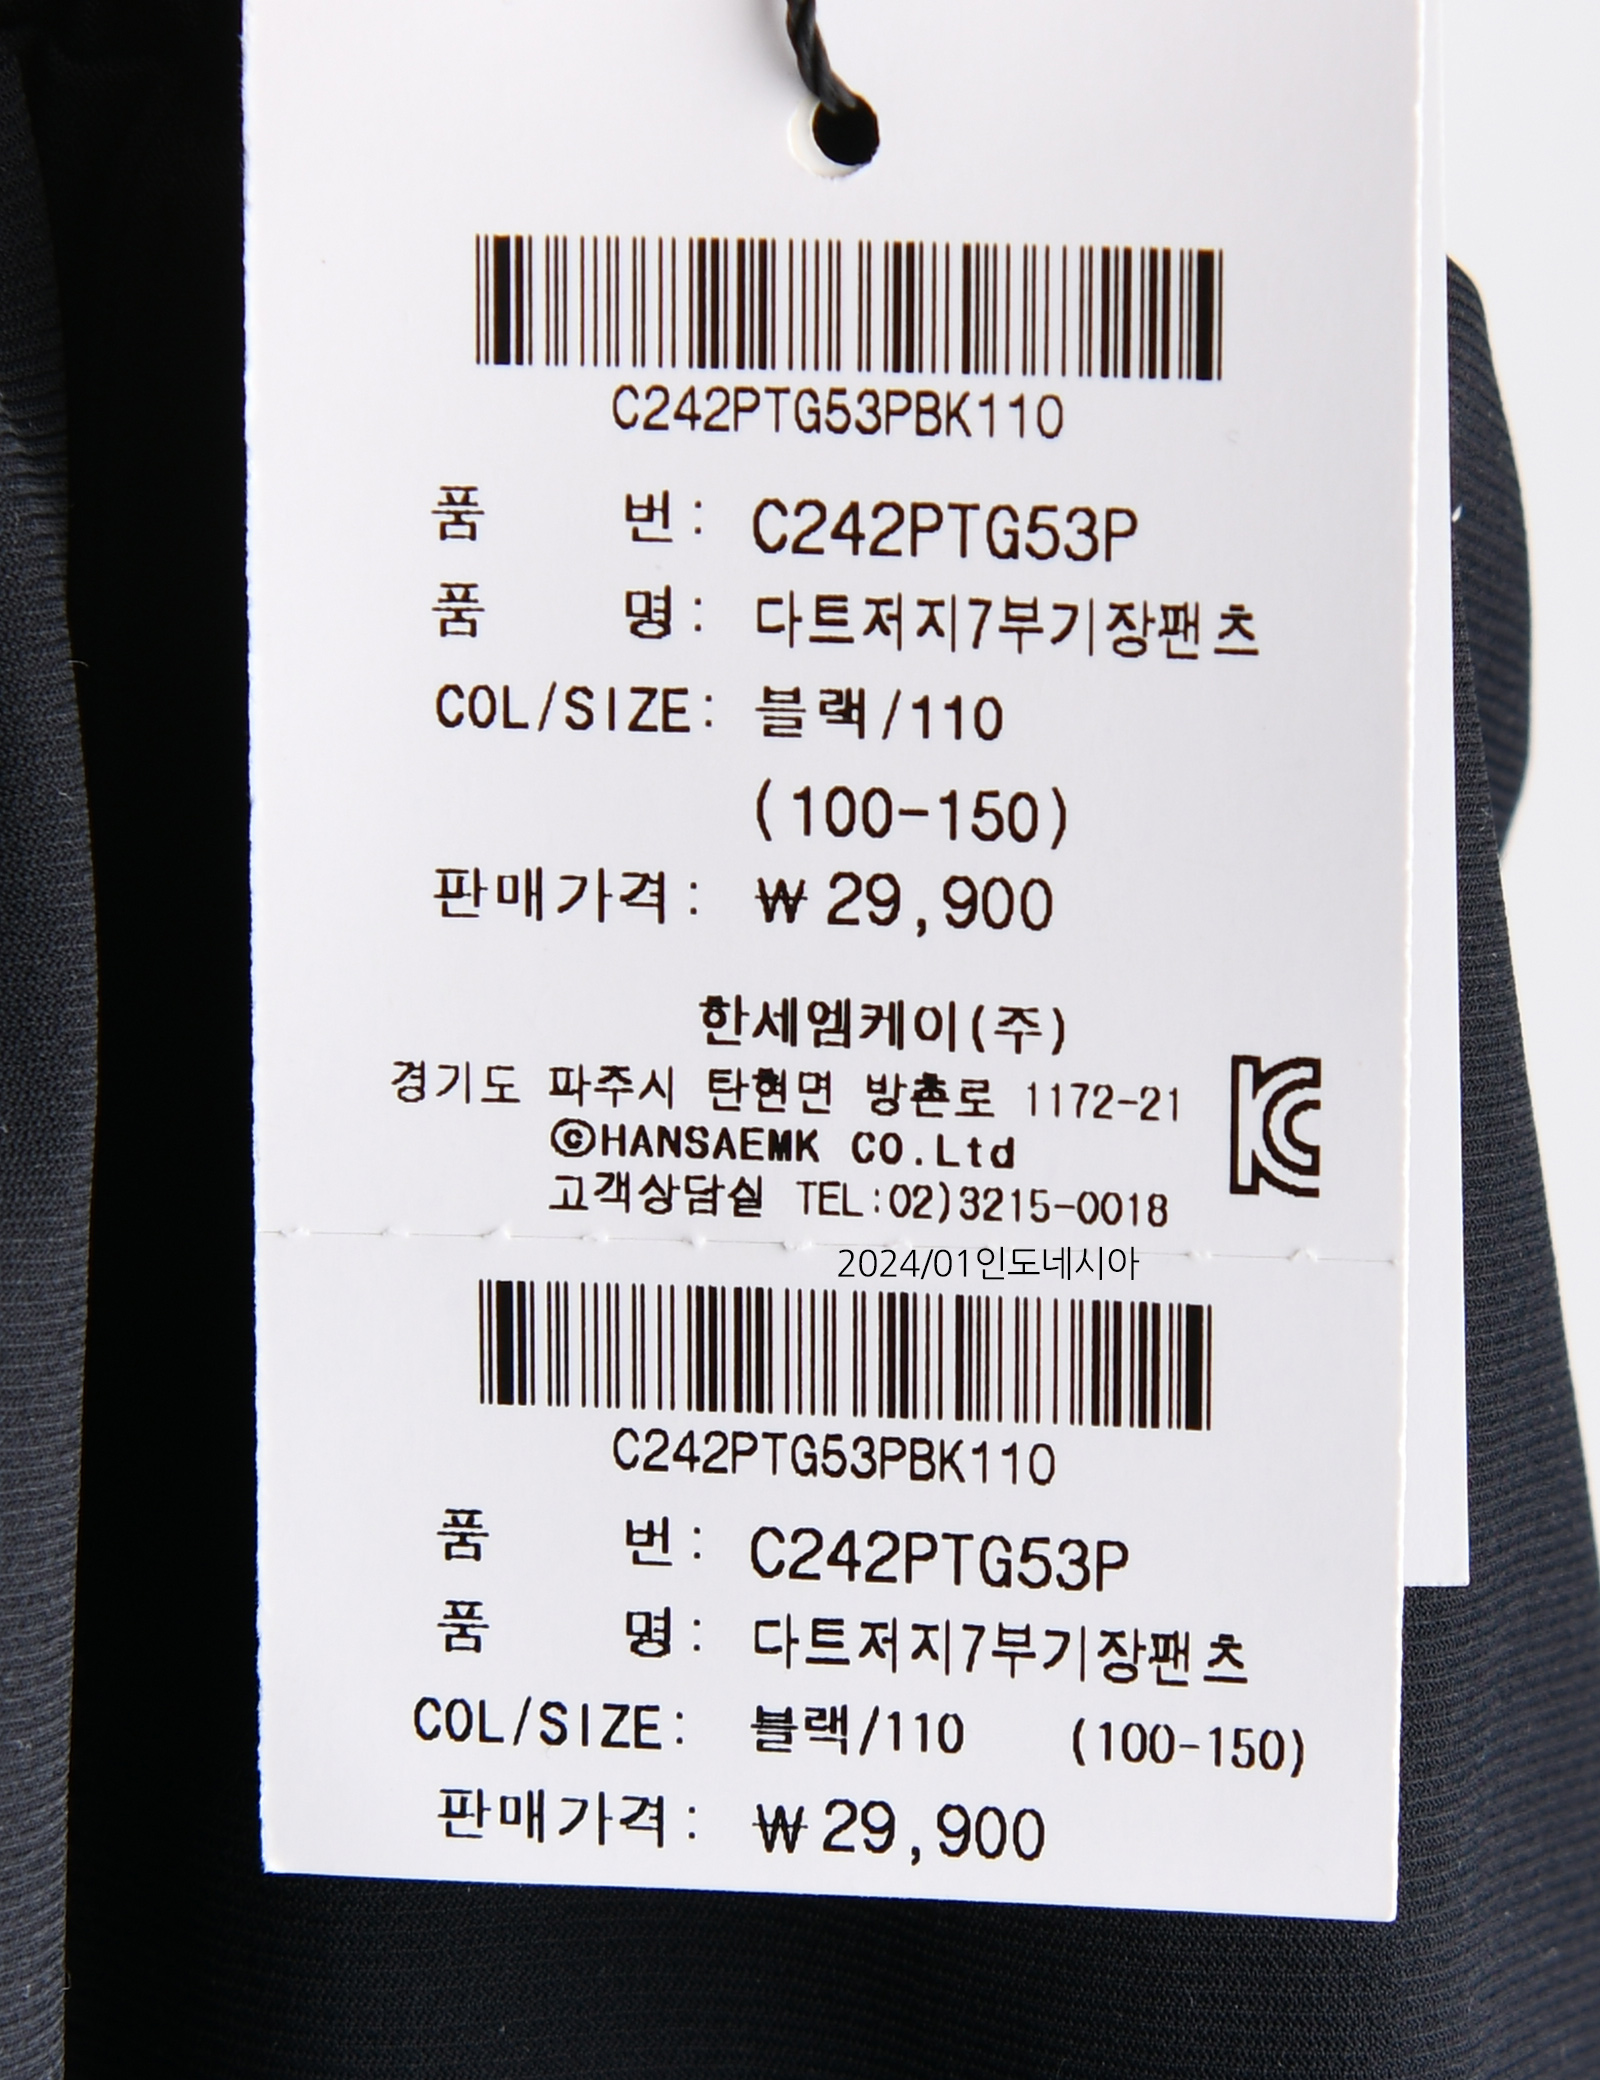 C242PTG53PBK110
품 번: C242PTG53P
품 명: 다트저지7부기장팬츠
COL/SIZE: 블랙/110
(100-150)
판매가격: ₩29,900
한세엠케이(주)
경기도 파주시 탄현면 방촌로 1172-21
ⓒHANSAEMK CO.Ltd
고객상담실 TEL:02)3215-0018
2024/01인도네시아
C242PTG53PBK110
품 번: C242PTG53P
품 명: 다트저지7부기장팬츠
COL/SIZE: 블랙/110 (100-150)
판매가격: ₩29,900